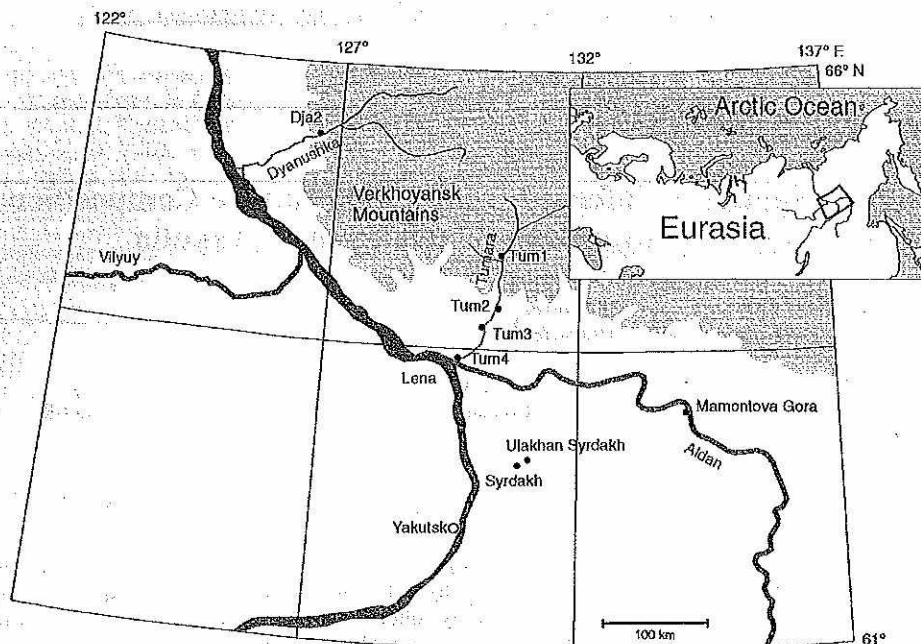 122°
127°
132°
137° E
66° N
Arctic Ocean
Eurasia
Dja2
Dyanushka
Verkhoyansk
Mountains
Tumara
Tum1
Vilyuy
Tum2
Tum3
Tum4
Lena
Mamontova Gora
Aldan
Ulakhan Syrdakh
Syrdakh
Yakutsk
100 km
61°